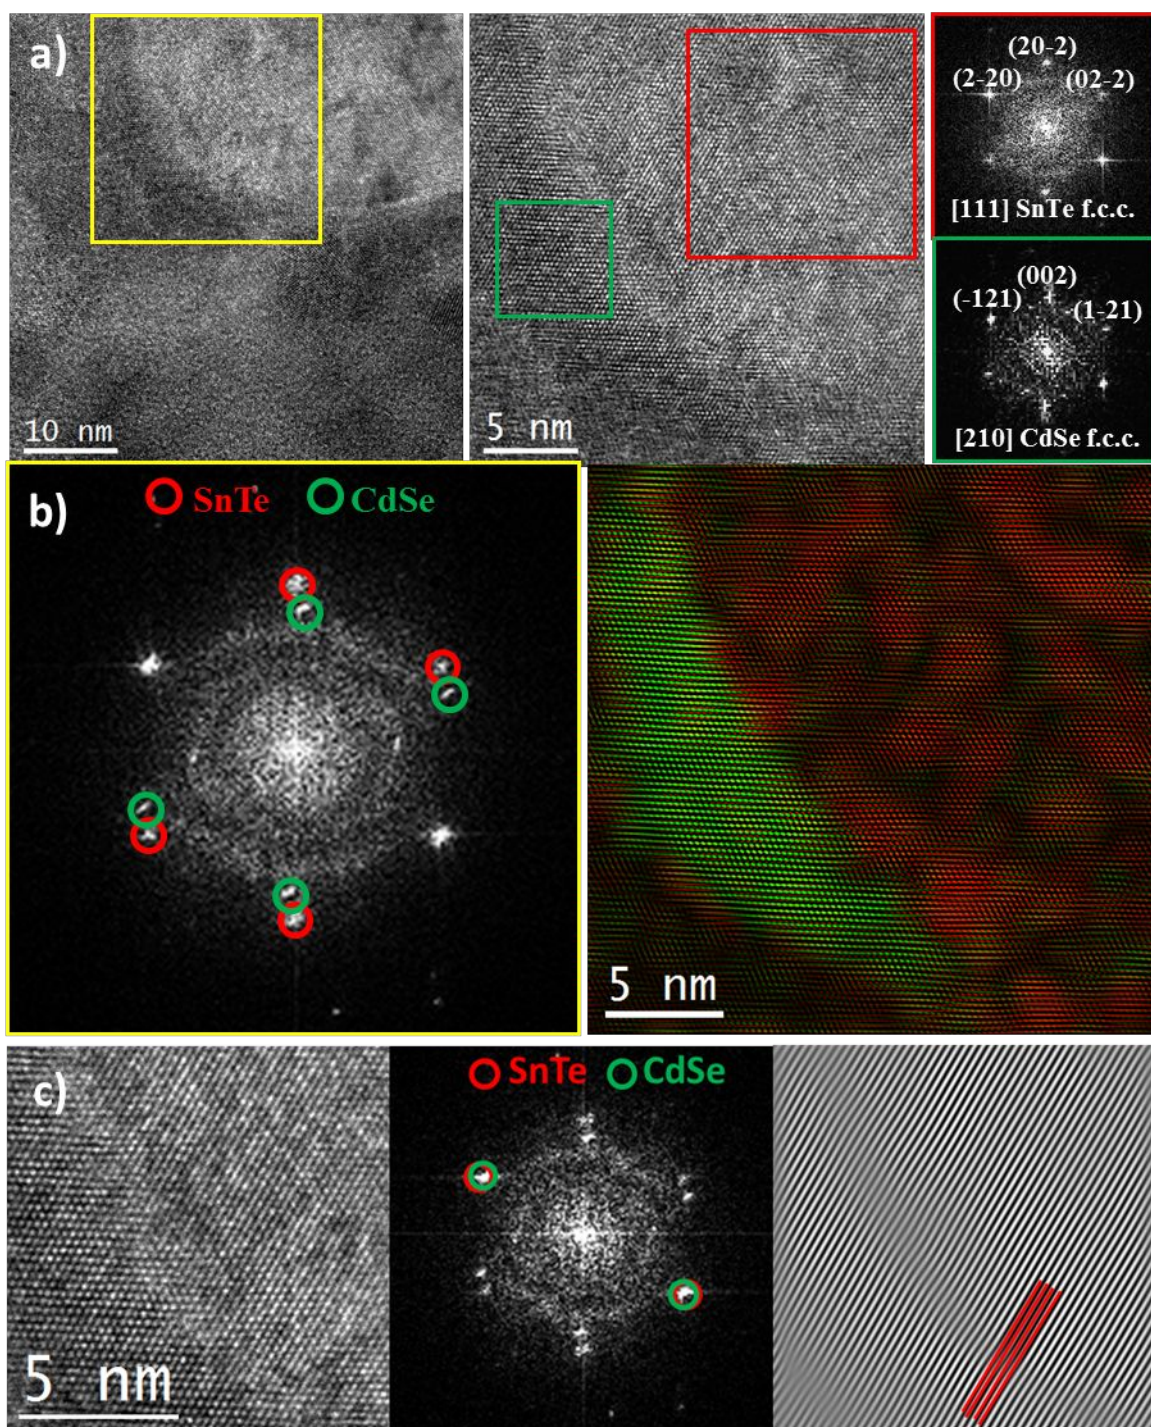 a)
(20-2)
(2-20) (02-2)
[111] SnTe f.c.c.
(002)
(-121) (1-21)
[210] CdSe f.c.c.
10 nm
5 nm
b)
SnTe CdSe
5 nm
c)
SnTe CdSe
5 nm